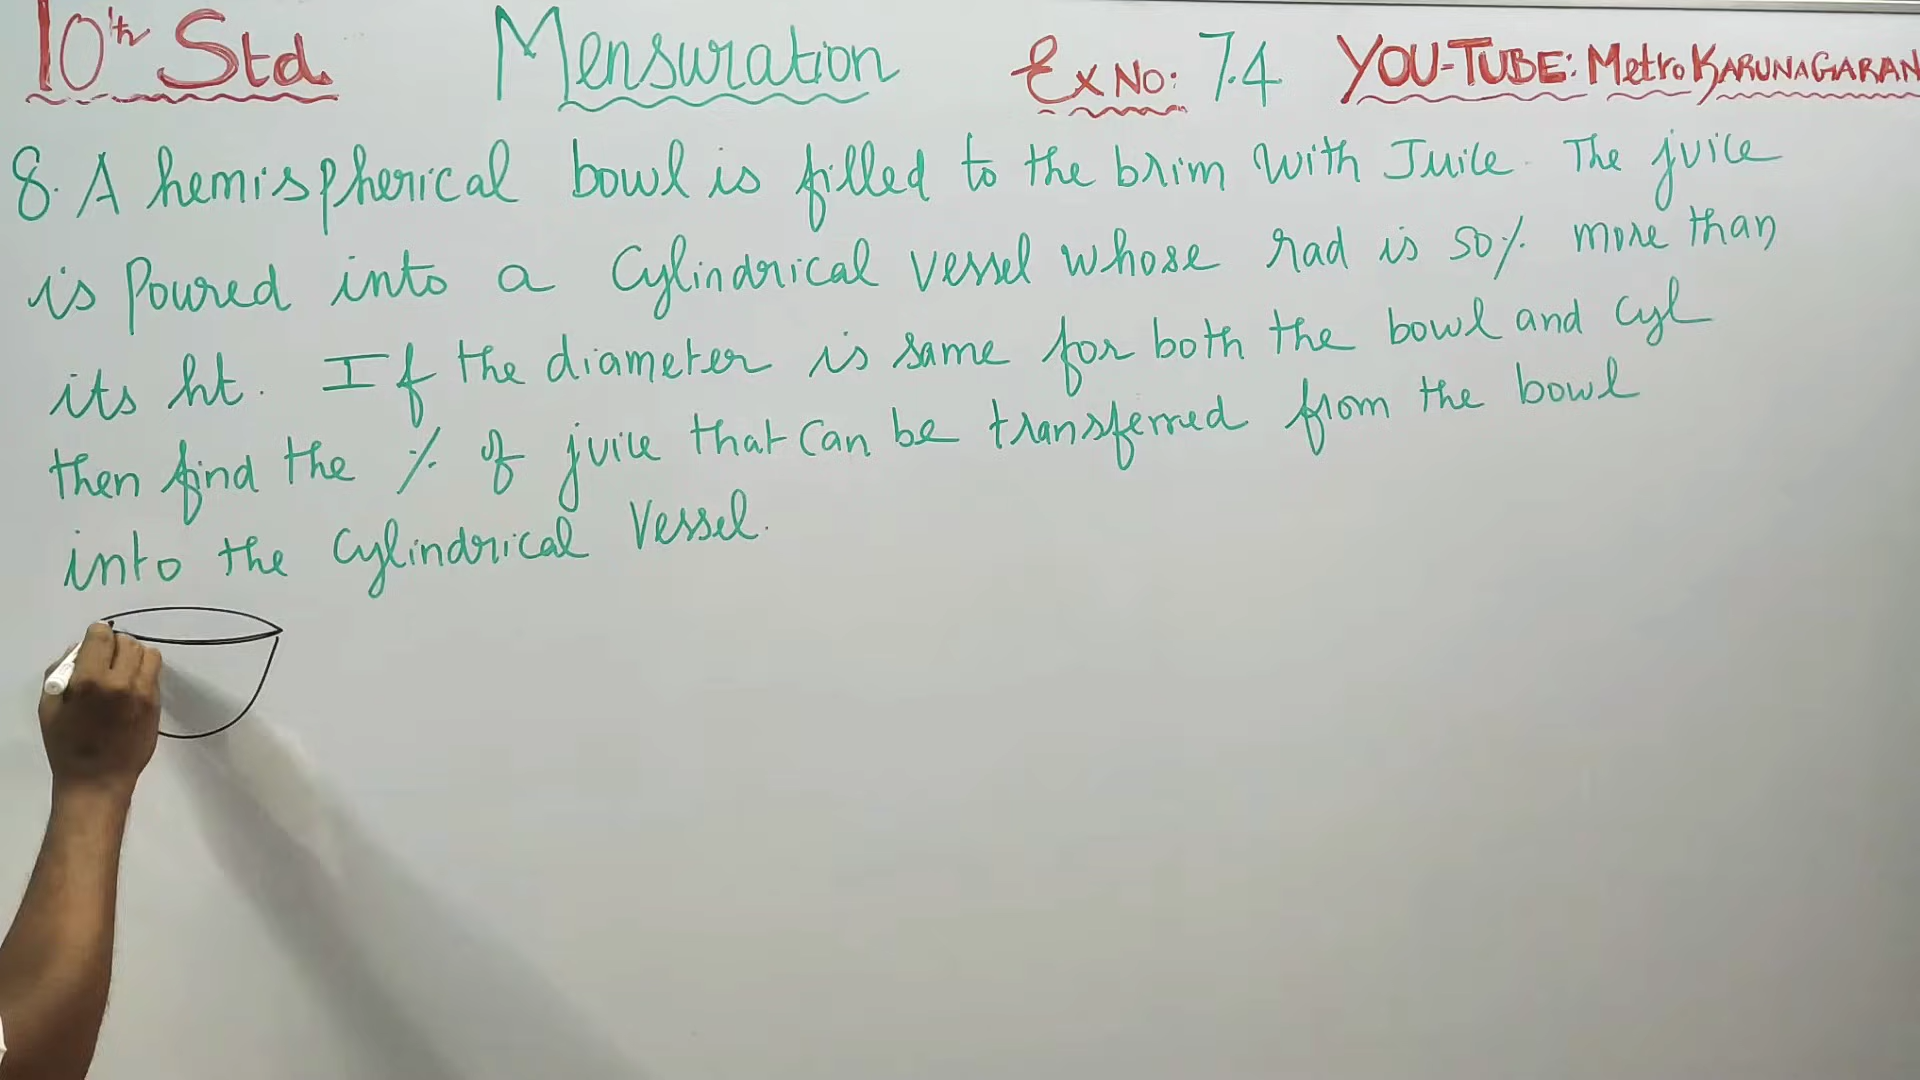 10th Std. Mensuration Ex No: 7.4 YOU-TUBE: Metro KARUNAGARAN
8. A hemispherical bowl is filled to the brim with Juice. The juice
is Poured into a Cylindrical vessel whose rad is 50% more than
its ht. If the diameter is same for both the bowl and cyl
then find the % of juice that can be transferred from the bowl
into the cylindrical vessel.